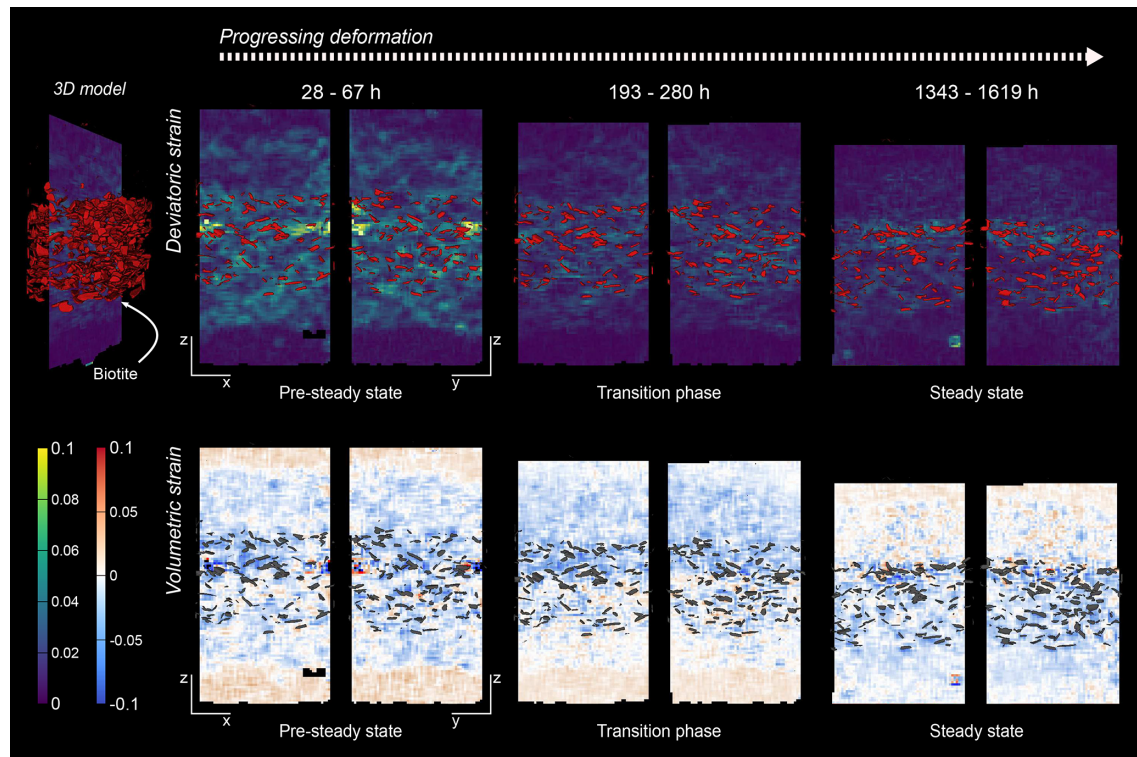 Progressing deformation
3D model
28 - 67 h
193 - 280 h
1343 - 1619 h
Deviatoric strain
Biotite
z
x
z
y
Pre-steady state
Transition phase
Steady state
0.1
0.08
0.06
0.04
0.02
0
0.1
0.05
0
-0.05
-0.1
Volumetric strain
z
x
z
y
Pre-steady state
Transition phase
Steady state